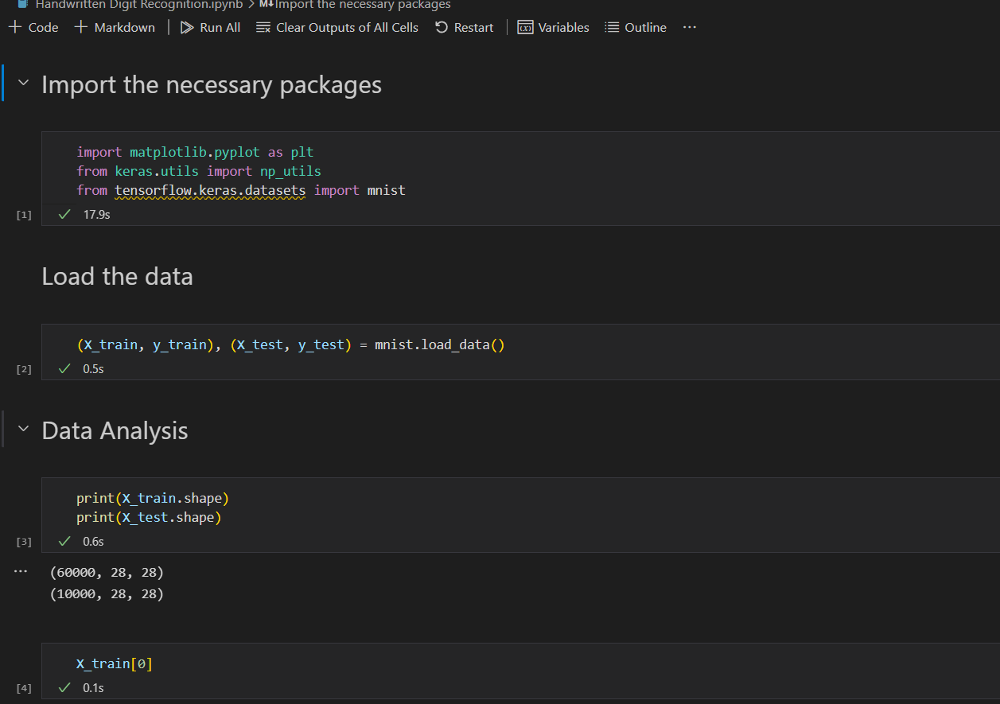 Handwritten Digit Recognition.ipynb > M↓ Import the necessary packages
+ Code + Markdown | Run All Clear Outputs of All Cells Restart | Variables Outline ...
Import the necessary packages
import matplotlib.pyplot as plt
from keras.utils import np_utils
from tensorflow.keras.datasets import mnist
[1] ✓ 17.9s
Load the data
(X_train, y_train), (X_test, y_test) = mnist.load_data()
[2] ✓ 0.5s
Data Analysis
print(X_train.shape)
print(X_test.shape)
[3] ✓ 0.6s
... (60000, 28, 28)
(10000, 28, 28)
X_train[0]
[4] ✓ 0.1s